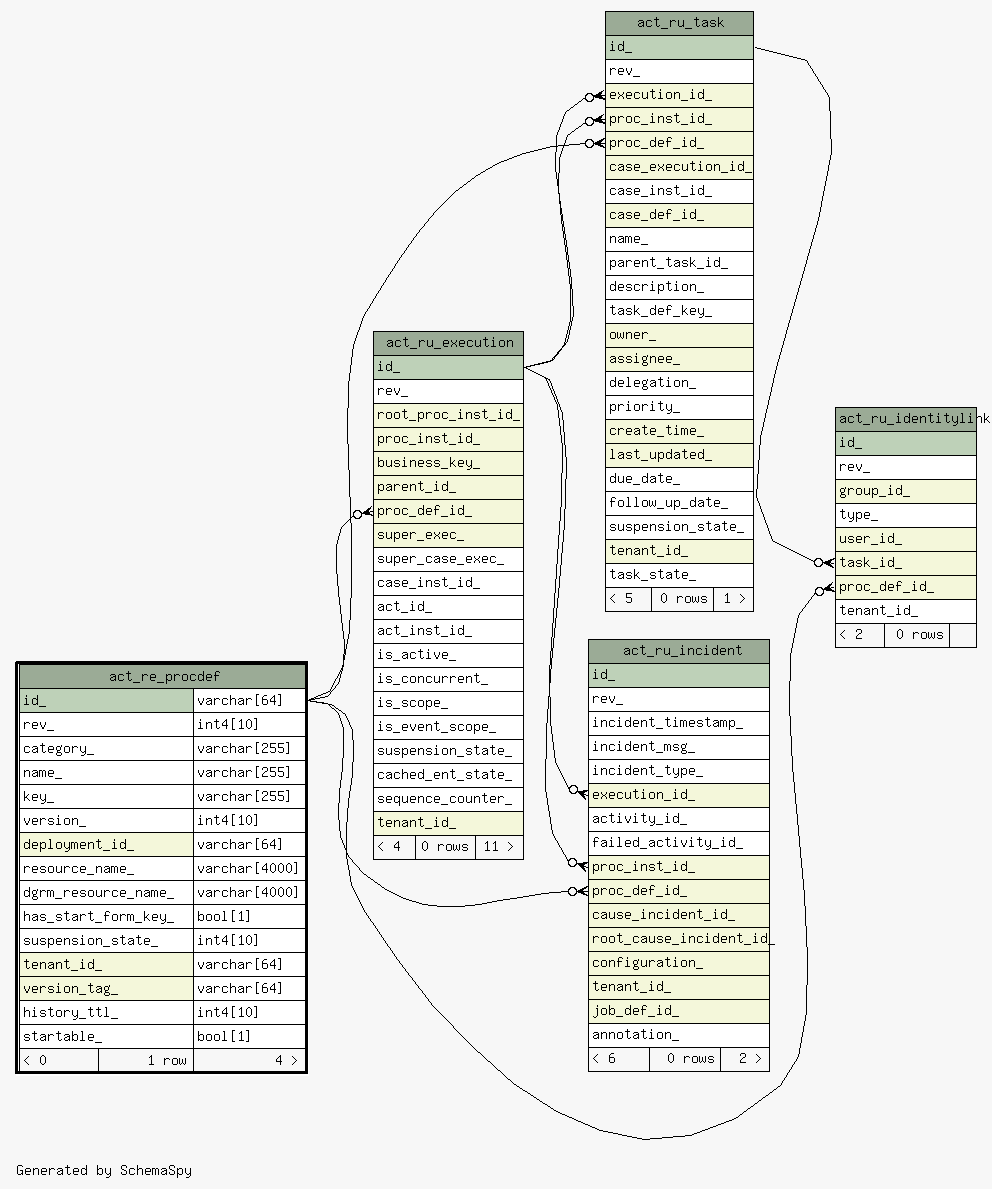 act_ru_task
id_
rev_
execution_id_
proc_inst_id_
proc_def_id_
case_execution_id_
case_inst_id_
case_def_id_
name_
parent_task_id_
description_
task_def_key_
owner_
assignee_
delegation_
priority_
create_time_
last_updated_
due_date_
follow_up_date_
suspension_state_
tenant_id_
task_state_
< 5 0 rows 1 >
act_ru_execution
id_
rev_
root_proc_inst_id_
proc_inst_id_
business_key_
parent_id_
proc_def_id_
super_exec_
super_case_exec_
case_inst_id_
act_id_
act_inst_id_
is_active_
is_concurrent_
is_scope_
is_event_scope_
suspension_state_
cached_ent_state_
sequence_counter_
tenant_id_
< 4 0 rows 11 >
act_ru_identitylink
id_
rev_
group_id_
type_
user_id_
task_id_
proc_def_id_
tenant_id_
< 2 0 rows
act_ru_incident
id_
rev_
incident_timestamp_
incident_msg_
incident_type_
execution_id_
activity_id_
failed_activity_id_
proc_inst_id_
proc_def_id_
cause_incident_id_
root_cause_incident_id_
configuration_
tenant_id_
job_def_id_
annotation_
< 6 0 rows 2 >
act_re_procdef
id_ varchar[64]
rev_ int4[10]
category_ varchar[255]
name_ varchar[255]
key_ varchar[255]
version_ int4[10]
deployment_id_ varchar[64]
resource_name_ varchar[4000]
dgrm_resource_name_ varchar[4000]
has_start_form_key_ bool[1]
suspension_state_ int4[10]
tenant_id_ varchar[64]
version_tag_ varchar[64]
history_ttl_ int4[10]
startable_ bool[1]
< 0 1 row 4 >
Generated by SchemaSpy